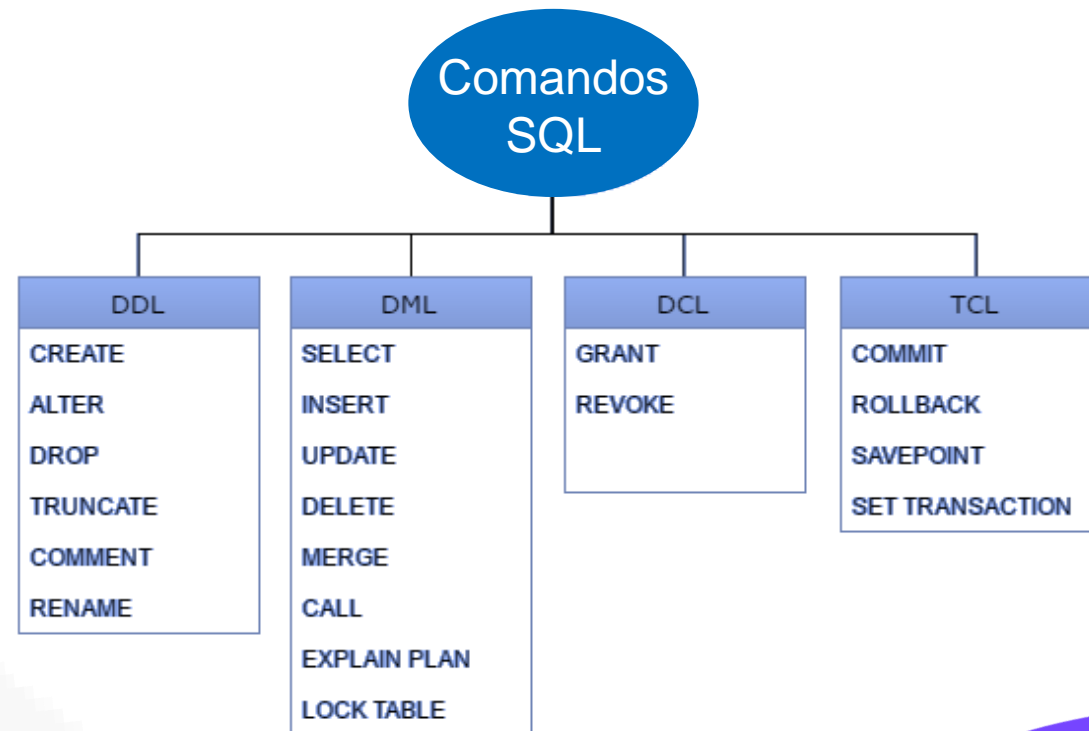 Comandos
SQL
DDL
CREATE
ALTER
DROP
TRUNCATE
COMMENT
RENAME
DML
SELECT
INSERT
UPDATE
DELETE
MERGE
CALL
EXPLAIN PLAN
LOCK TABLE
DCL
GRANT
REVOKE
TCL
COMMIT
ROLLBACK
SAVEPOINT
SET TRANSACTION